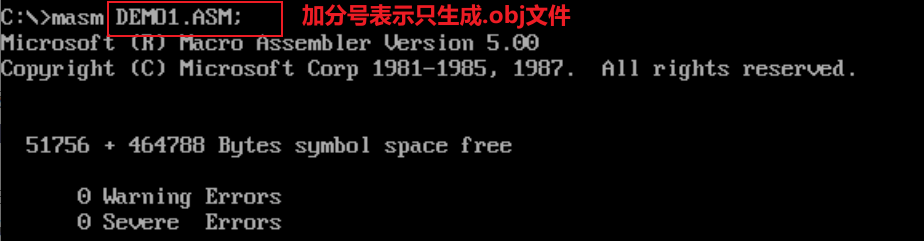 C:\>masm DEMO1.ASM; 加分号表示只生成.obj文件
Microsoft (R) Macro Assembler Version 5.00
Copyright (C) Microsoft Corp 1981-1985, 1987.  All rights reserved.
51756 + 464788 Bytes symbol space free
0 Warning Errors
0 Severe  Errors